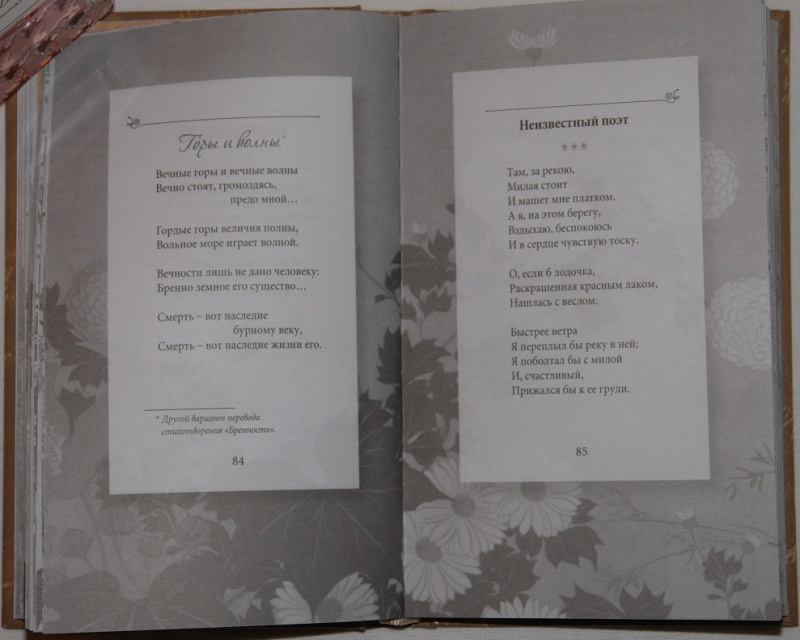 Горы и волны*
Вечные горы и вечные волны
Вечно стоят, громоздясь,
предо мной…
Гордые горы величия полны,
Вольное море играет волной.
Вечности лишь не дано человеку:
Бренно земное его существо…
Смерть – вот наследие
бурному веку,
Смерть – вот наследие жизни его.
* Другой вариант перевода
стихотворения «Бренность».
84
Неизвестный поэт
***
Там, за рекою,
Милая стоит
И машет мне платком.
А я, на этом берегу,
Вздыхаю, беспокоюсь
И в сердце чувствую тоску.
О, если б лодочка,
Раскрашенная красным лаком,
Нашлась с веслом.
Быстрее ветра
Я переплыл бы реку в ней;
Я поболтал бы с милой
И, счастливый,
Прижался бы к ее груди.
85